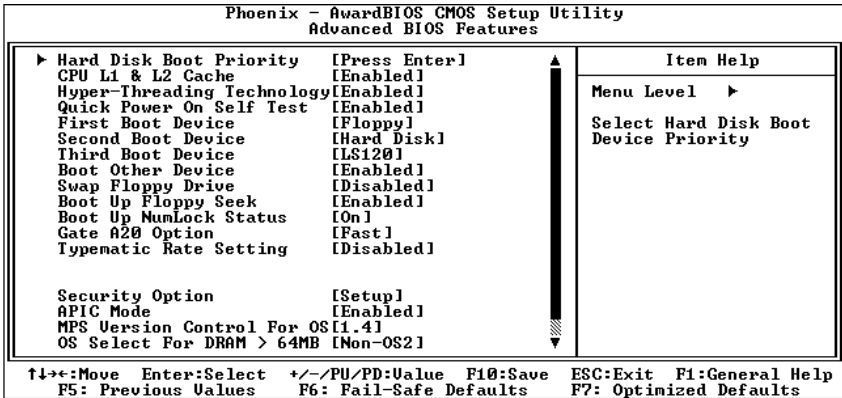 Phoenix - AwardBIOS CMOS Setup Utility
Advanced BIOS Features
Hard Disk Boot Priority [Press Enter]
CPU L1 & L2 Cache [Enabled]
Hyper-Threading Technology[Enabled]
Quick Power On Self Test [Enabled]
First Boot Device [Floppy]
Second Boot Device [Hard Disk]
Third Boot Device [LS120]
Boot Other Device [Enabled]
Swap Floppy Drive [Disabled]
Boot Up Floppy Seek [Enabled]
Boot Up NumLock Status [On]
Gate A20 Option [Fast]
Typematic Rate Setting [Disabled]
Security Option [Setup]
APIC Mode [Enabled]
MPS Version Control For OS[1.4]
OS Select For DRAM > 64MB [Non-OS2]
Item Help
Menu Level ►
Select Hard Disk Boot
Device Priority
↑↓→←:Move Enter:Select +/-/PU/PD:Value F10:Save ESC:Exit F1:General Help
F5: Previous Values F6: Fail-Safe Defaults F7: Optimized Defaults